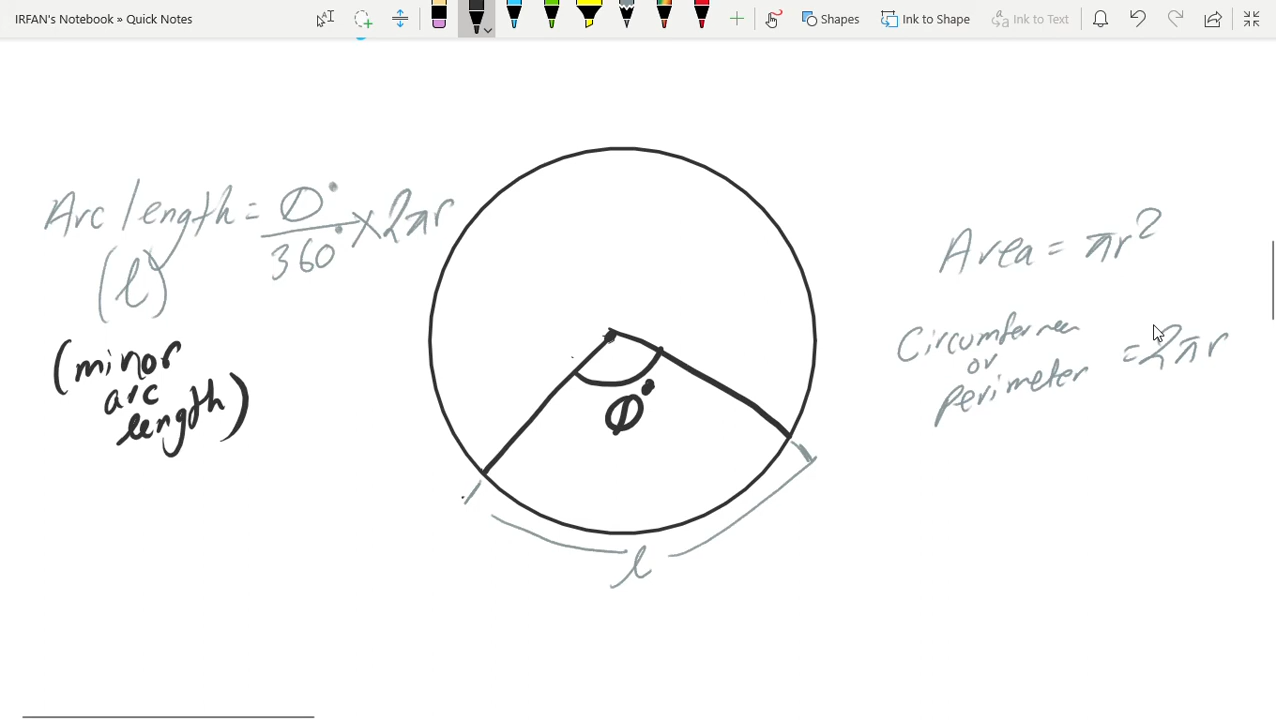 IRFAN's Notebook » Quick Notes
Shapes
Ink to Shape
Ink to Text
Arc length = Φ°/360° × 2πr
(l)
(minor
arc
length)
Φ°
l
Area = πr²
Circumferneen
or
perimeter
= 2πr